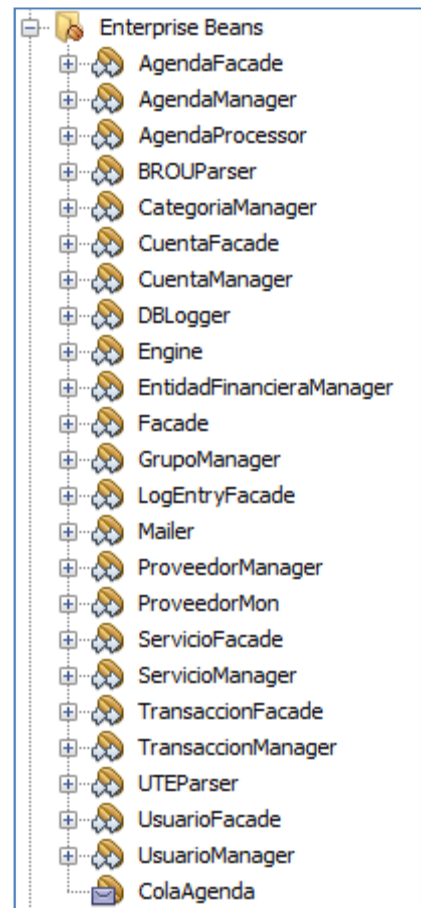 Enterprise Beans
AgendaFacade
AgendaManager
AgendaProcessor
BROUParser
CategoriaManager
CuentaFacade
CuentaManager
DBLogger
Engine
EntidadFinancieraManager
Facade
GrupoManager
LogEntryFacade
Mailer
ProveedorManager
ProveedorMon
ServicioFacade
ServicioManager
TransaccionFacade
TransaccionManager
UTEParser
UsuarioFacade
UsuarioManager
ColaAgenda